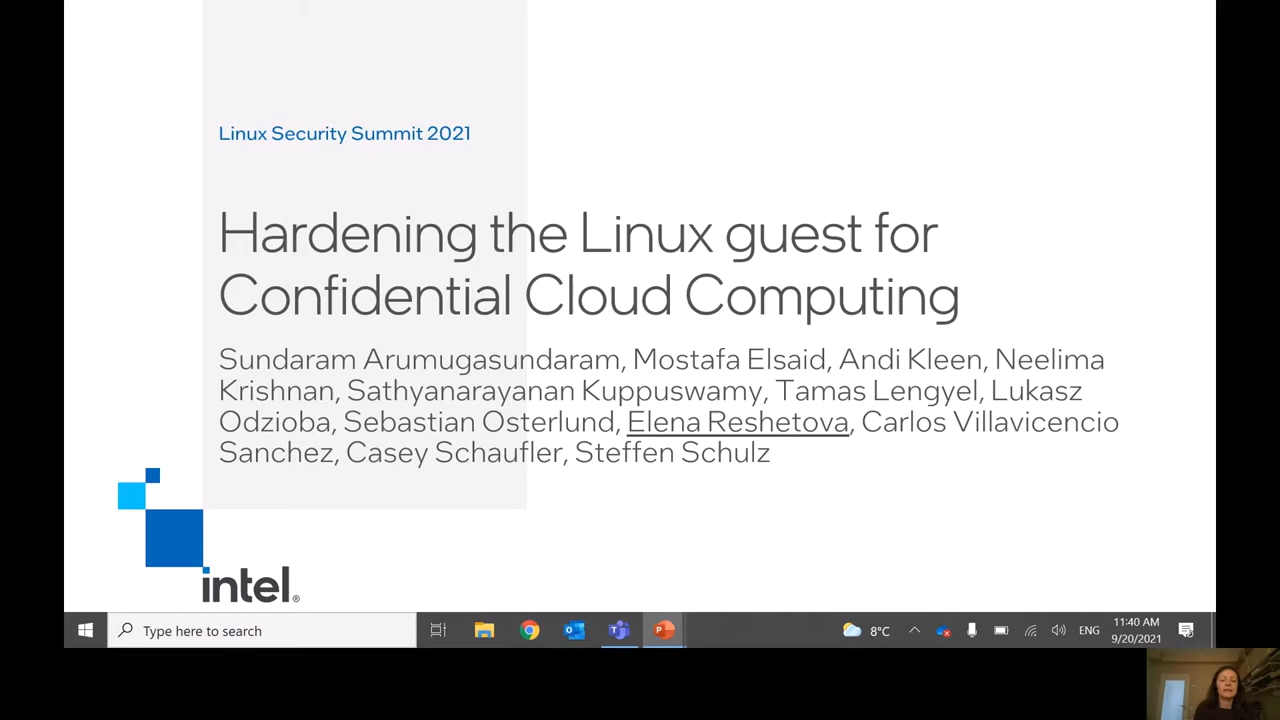 Linux Security Summit 2021
Hardening the Linux guest for
Confidential Cloud Computing
Sundaram Arumugasundaram, Mostafa Elsaid, Andi Kleen, Neelima
Krishnan, Sathyanarayanan Kuppuswamy, Tamas Lengyel, Lukasz
Odzioba, Sebastian Osterlund, Elena Reshetova, Carlos Villavicencio
Sanchez, Casey Schaufler, Steffen Schulz
intel®
Type here to search
8°C
ENG
11:40 AM
9/20/2021